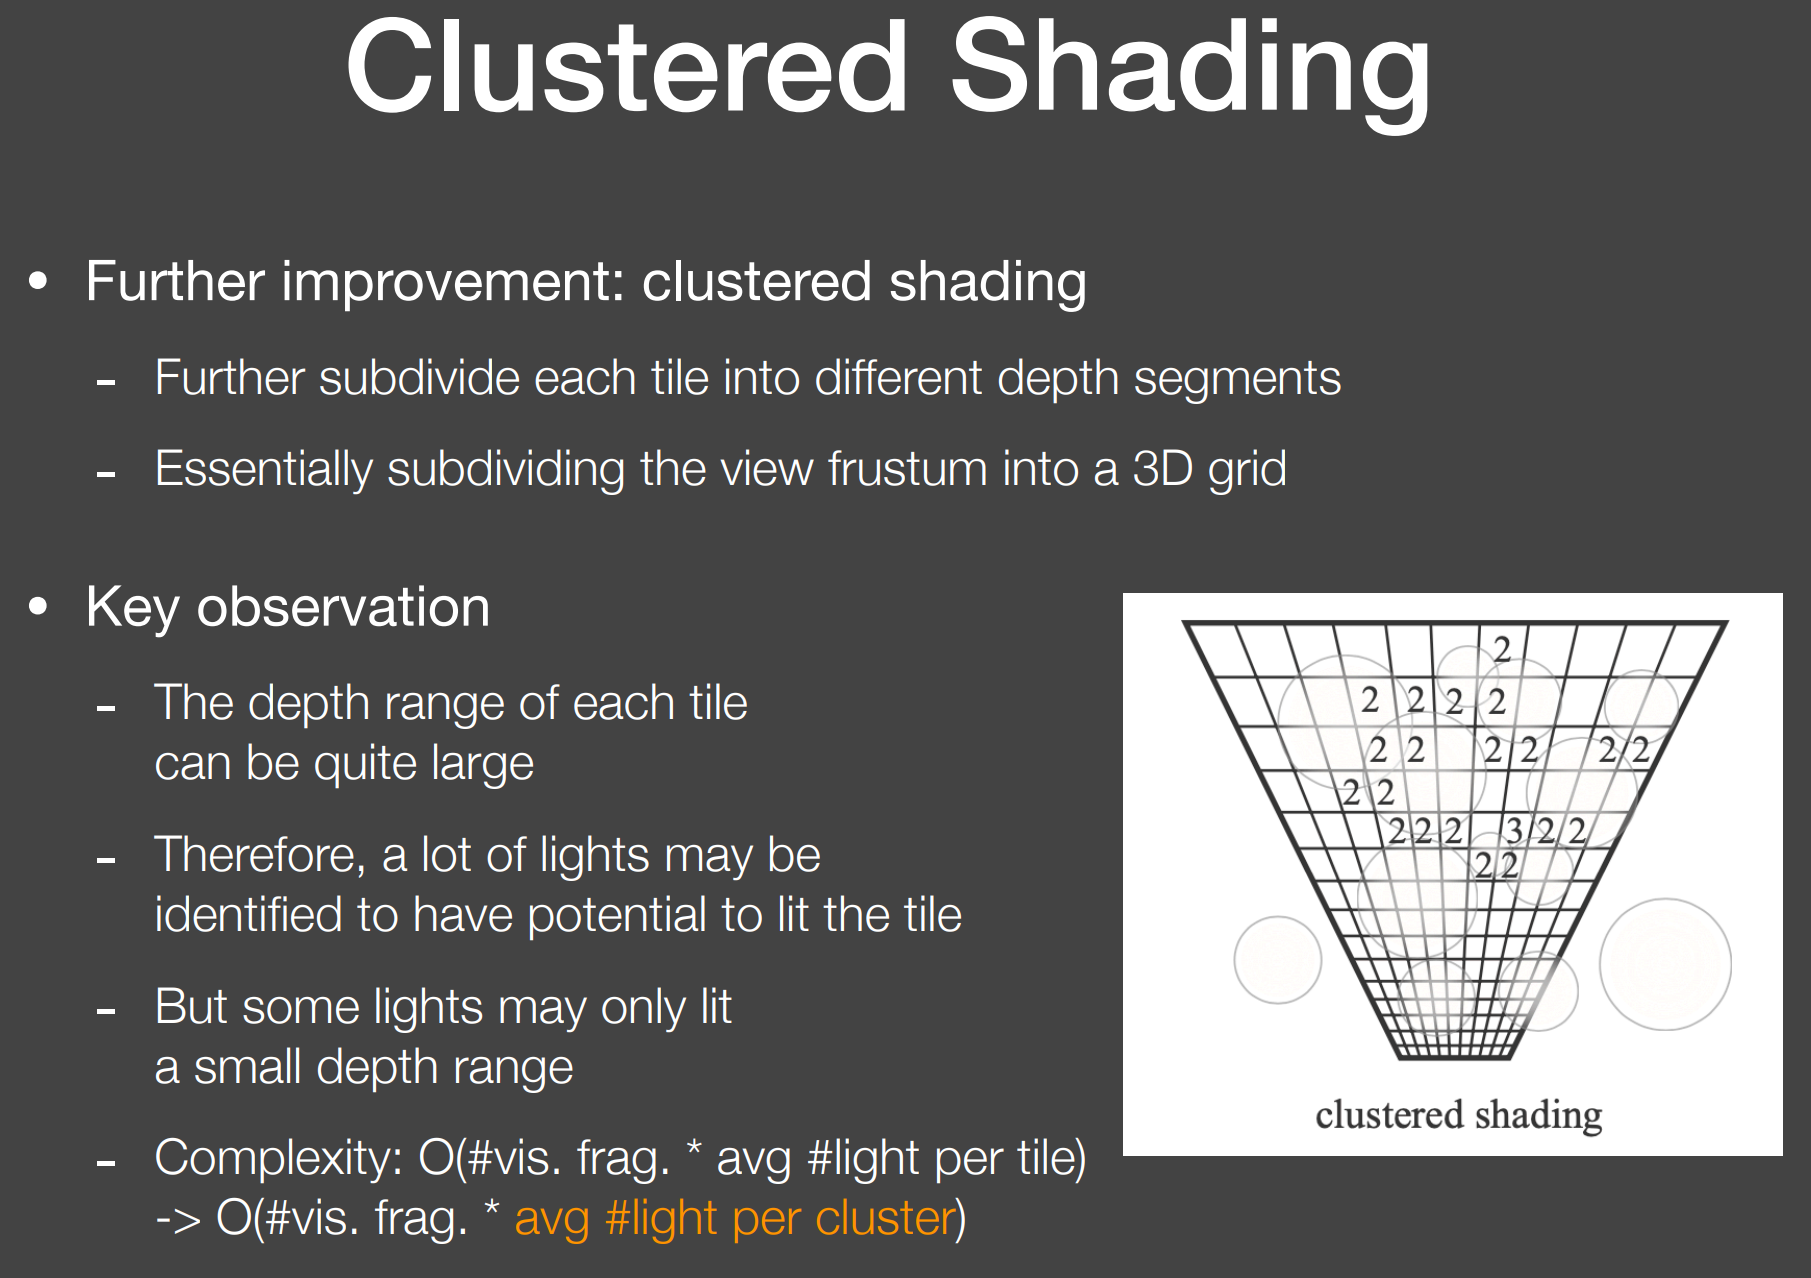 Clustered Shading
• Further improvement: clustered shading
- Further subdivide each tile into different depth segments
- Essentially subdividing the view frustum into a 3D grid
• Key observation
- The depth range of each tile
can be quite large
- Therefore, a lot of lights may be
identified to have potential to lit the tile
- But some lights may only lit
a small depth range
- Complexity: O(#vis. frag. * avg #light per tile)
-> O(#vis. frag. * avg #light per cluster)
2
2 2 2 2
2 2 2 2 2 2
2 2
2 2 2 3 2 2
2 2
clustered shading